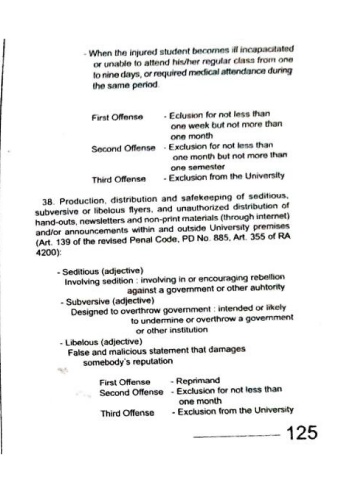 - When the injured student becomes ill incapacitated
or unable to attend his/her regular class from one
to nine days, or required medical attendance during
the same period.
First Offense - Eclusion for not less than
one week but not more than
one month
Second Offense - Exclusion for not less than
one month but not more than
one semester
Third Offense - Exclusion from the University
38. Production, distribution and safekeeping of seditious,
subversive or libelous flyers, and unauthorized distribution of
hand-outs, newsletters and non-print materials (through internet)
and/or announcements within and outside University premises
(Art. 139 of the revised Penal Code, PD No. 885, Art. 355 of RA
4200):
- Seditious (adjective)
Involving sedition : involving in or encouraging rebellion
against a government or other auhtority
- Subversive (adjective)
Designed to overthrow government : intended or likely
to undermine or overthrow a government
or other institution
- Libelous (adjective)
False and malicious statement that damages
somebody's reputation
First Offense - Reprimand
Second Offense - Exclusion for not less than
one month
Third Offense - Exclusion from the University
125